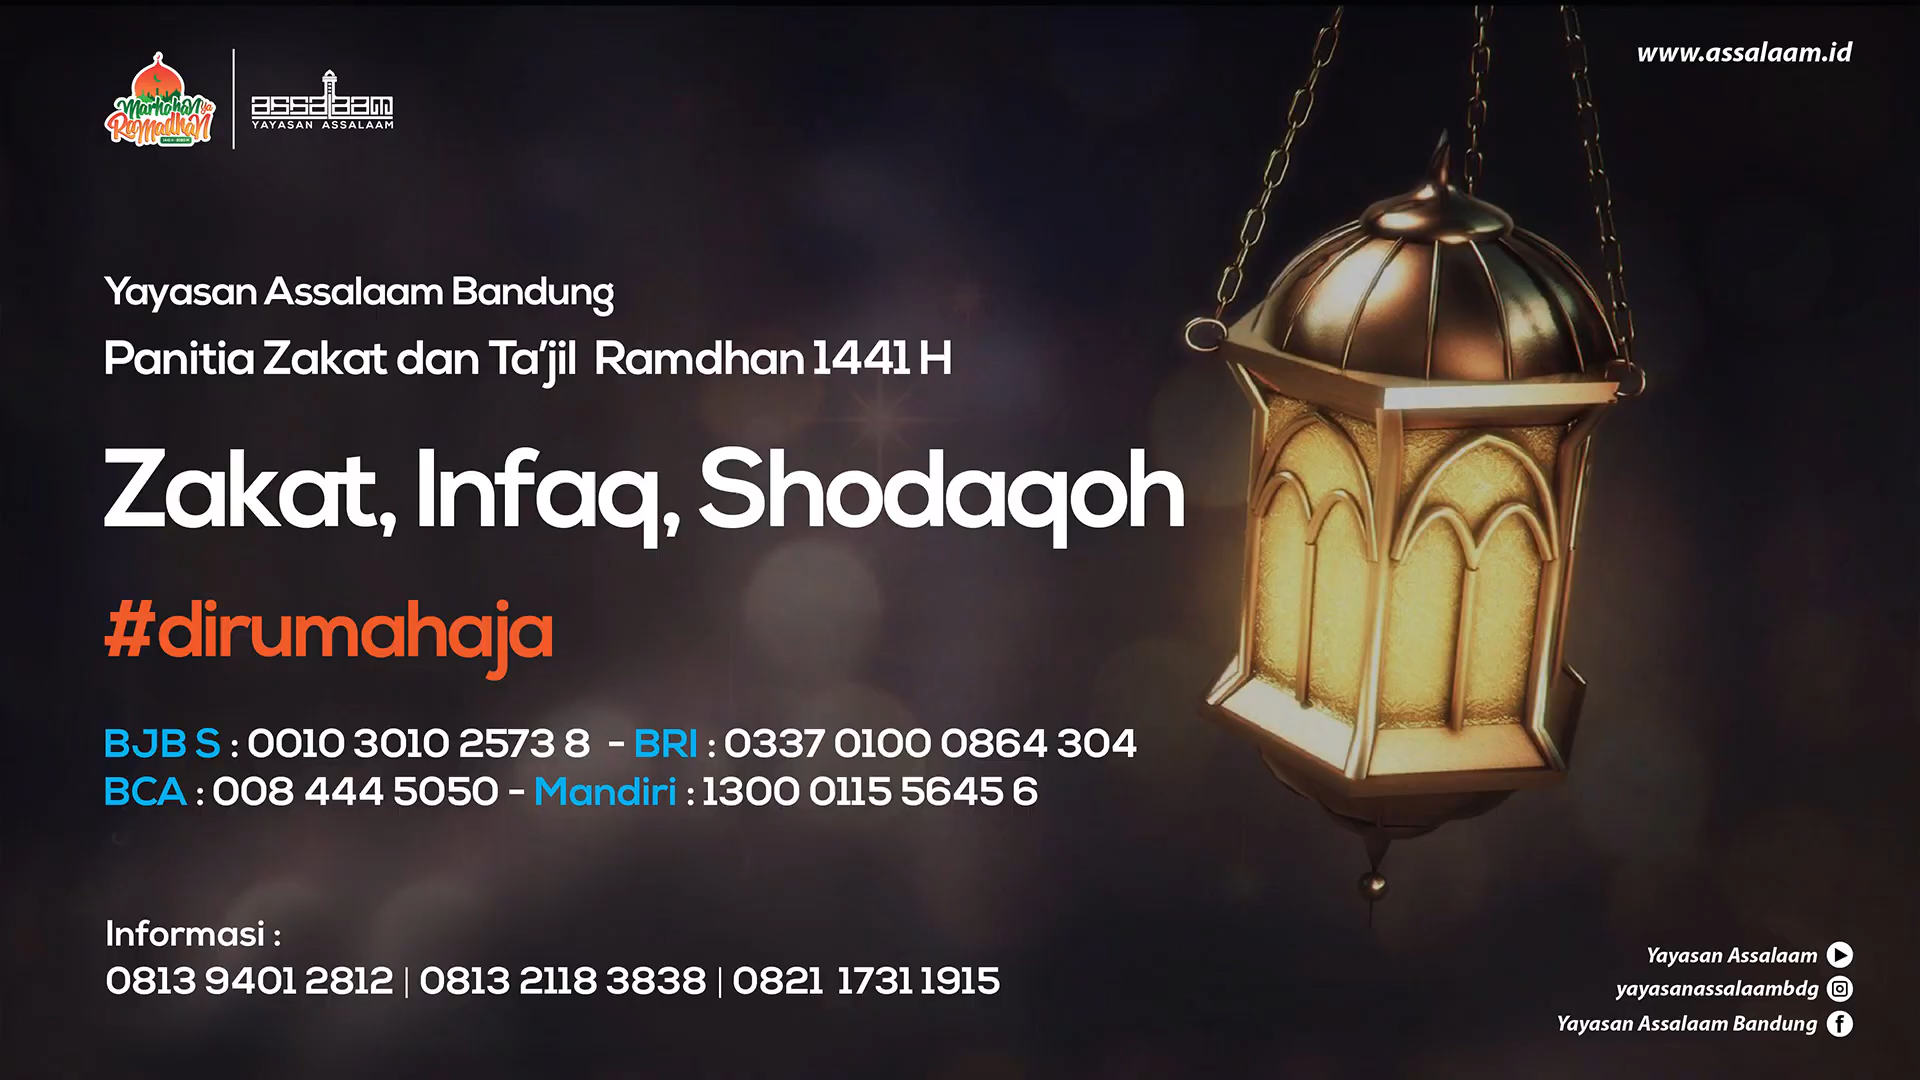 Marhaban ya
Ramadhan
assalaam
YAYASAN ASSALAAM
www.assalaam.id
Yayasan Assalaam Bandung
Panitia Zakat dan Ta'jil Ramdhan 1441 H
Zakat, Infaq, Shodaqoh
#dirumahaja
BJB S : 0010 3010 2573 8 - BRI : 0337 0100 0864 304
BCA : 008 444 5050 - Mandiri : 1300 0115 5645 6
Informasi :
0813 9401 2812 | 0813 2118 3838 | 0821 1731 1915
Yayasan Assalaam
yayasanassalaambdg
Yayasan Assalaam Bandung